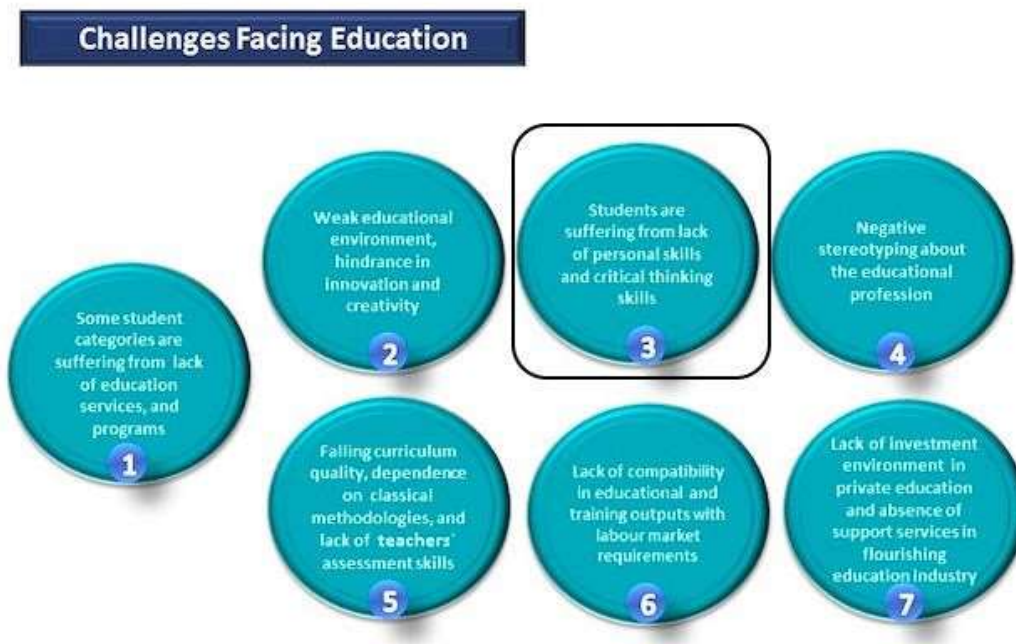 Challenges Facing Education
Some student
categories are
suffering from lack
of education
services, and
programs
1
Weak educational
environment,
hindrance in
innovation and
creativity
2
Students are
suffering from lack
of personal skills
and critical thinking
skills
3
Negative
stereotyping about
the educational
profession
4
Falling curriculum
quality, dependence
on classical
methodologies, and
lack of teachers'
assessment skills
5
Lack of compatibility
in educational and
training outputs with
labour market
requirements
6
Lack of investment
environment in
private education
and absence of
support services in
flourishing
education industry
7